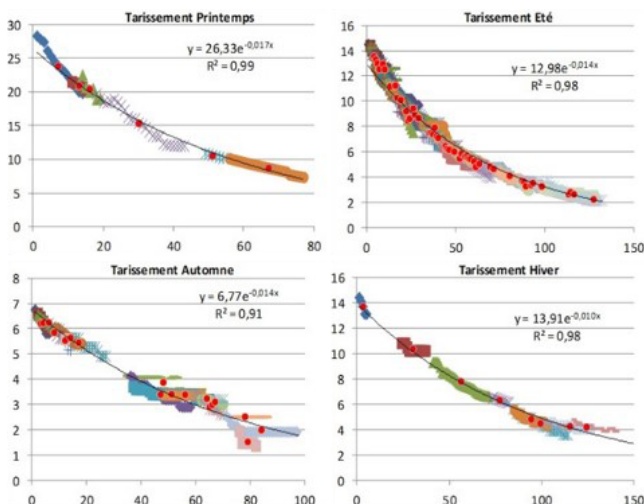 Tarissement Printemps
30
25
20
15
10
5
0
0 20 40 60 80
y = 26,33e-0,017x
R² = 0,99
Tarissement Eté
16
14
12
10
8
6
4
2
0
0 50 100 150
y = 12,98e-0,014x
R² = 0,98
Tarissement Automne
8
7
6
5
4
3
2
1
0
0 20 40 60 80 100
y = 6,77e-0,014x
R² = 0,91
Tarissement Hiver
16
14
12
10
8
6
4
2
0
0 50 100 150
y = 13,91e-0,010x
R² = 0,98